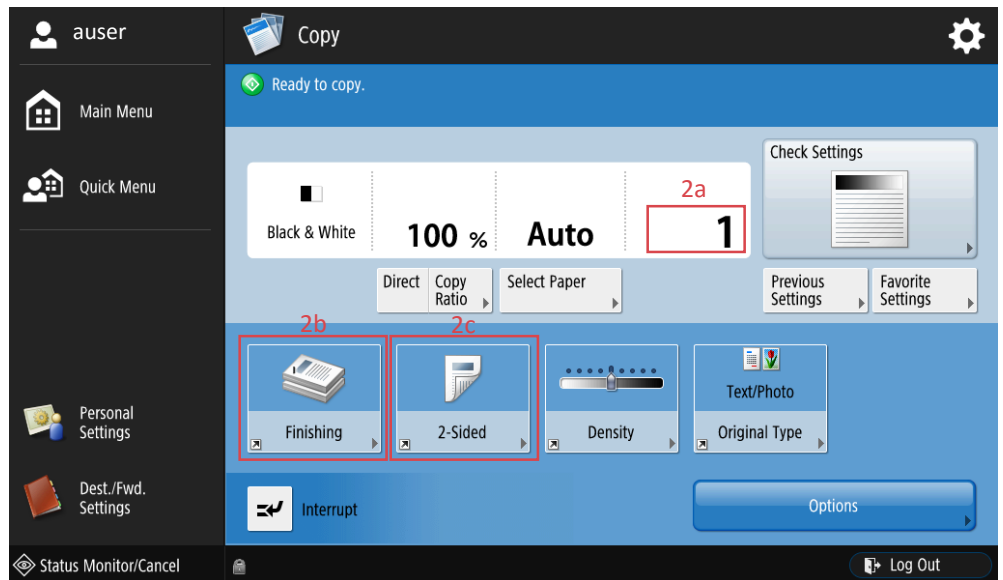 auser
Copy
Ready to copy.
Main Menu
Quick Menu
Check Settings
2a
Black & White
100 %
Auto
1
Direct
Copy
Ratio
Select Paper
Previous
Settings
Favorite
Settings
2b
2c
Text/Photo
Finishing
2-Sided
Density
Original Type
Personal
Settings
Dest./Fwd.
Settings
Interrupt
Options
Status Monitor/Cancel
Log Out